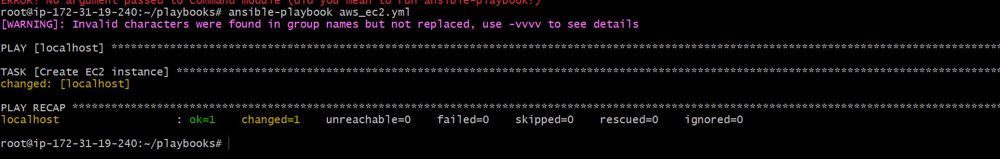 ERROR! No argument passed to command module (did you mean to run ansible-playbook?)
root@ip-172-31-19-240:~/playbooks# ansible-playbook aws_ec2.yml
[WARNING]: Invalid characters were found in group names but not replaced, use -vvvv to see details
PLAY [localhost] ****************************************************************************************************************************************
TASK [Create EC2 instance] ******************************************************************************************************************************
changed: [localhost]
PLAY RECAP **********************************************************************************************************************************************
localhost                  : ok=1    changed=1    unreachable=0    failed=0    skipped=0    rescued=0    ignored=0
root@ip-172-31-19-240:~/playbooks#